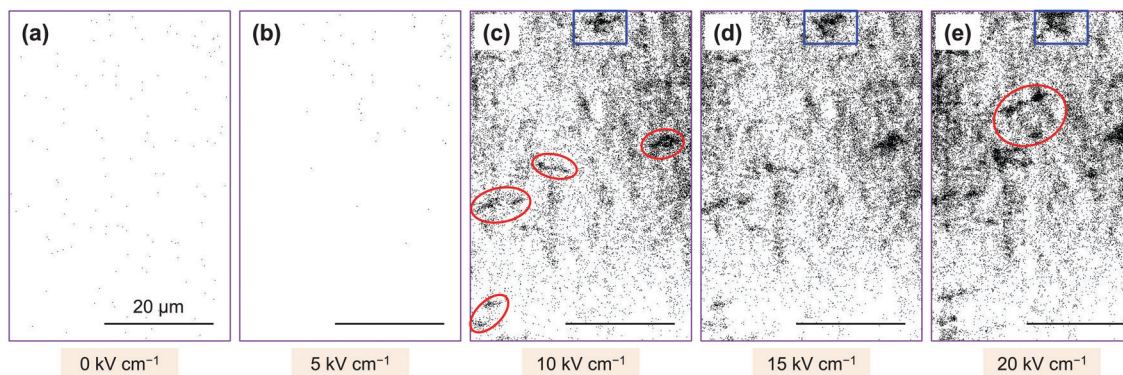 (a)
(b)
(c)
(d)
(e)
20 µm
0 kV cm⁻¹
5 kV cm⁻¹
10 kV cm⁻¹
15 kV cm⁻¹
20 kV cm⁻¹